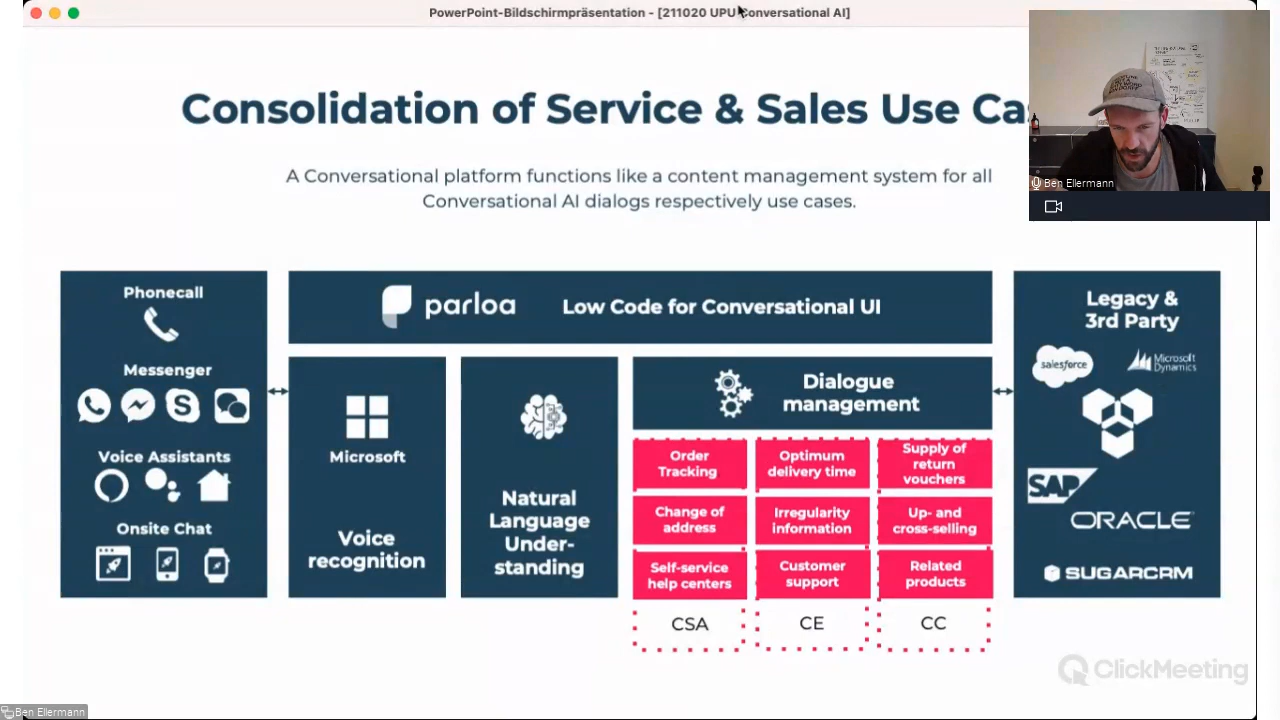 PowerPoint-Bildschirmpräsentation - [211020 UPU Conversational AI]
Consolidation of Service & Sales Use Cas
A Conversational platform functions like a content management system for all
Conversational AI dialogs respectively use cases.
Ben Ellermann
Phonecall
Messenger
Voice Assistants
Onsite Chat
parloa
Low Code for Conversational UI
Microsoft
Voice
recognition
Natural
Language
Under-
standing
Dialogue
management
Order
Tracking
Optimum
delivery time
Supply of
return
vouchers
Change of
address
Irregularity
information
Up- and
cross-selling
Self-service
help centers
Customer
support
Related
products
CSA
CE
CC
Legacy &
3rd Party
salesforce
Microsoft
Dynamics
SAP
ORACLE
SUGARCRM
ClickMeeting
Ben Ellermann